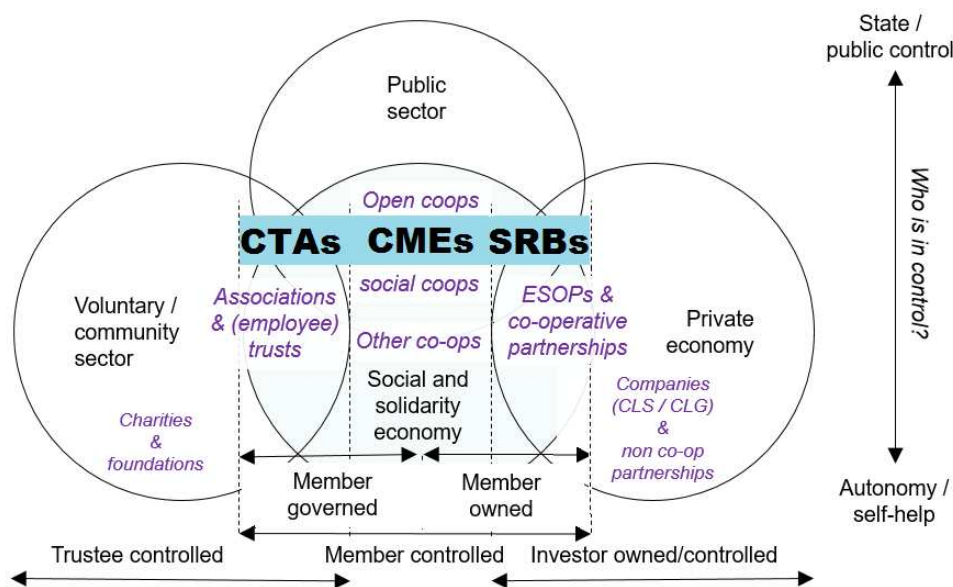 State /
public control
Public
sector
Open coops
CTAs CMEs SRBs
social coops
Voluntary /
community
sector
Associations
& (employee)
trusts
Other co-ops
ESOPs &
co-operative
partnerships
Private
economy
Who is in control?
Social and
solidarity
economy
Charities
&
foundations
Companies
(CLS / CLG)
&
non co-op
partnerships
Member
governed
Member
owned
Autonomy /
self-help
Trustee controlled
Member controlled
Investor owned/controlled